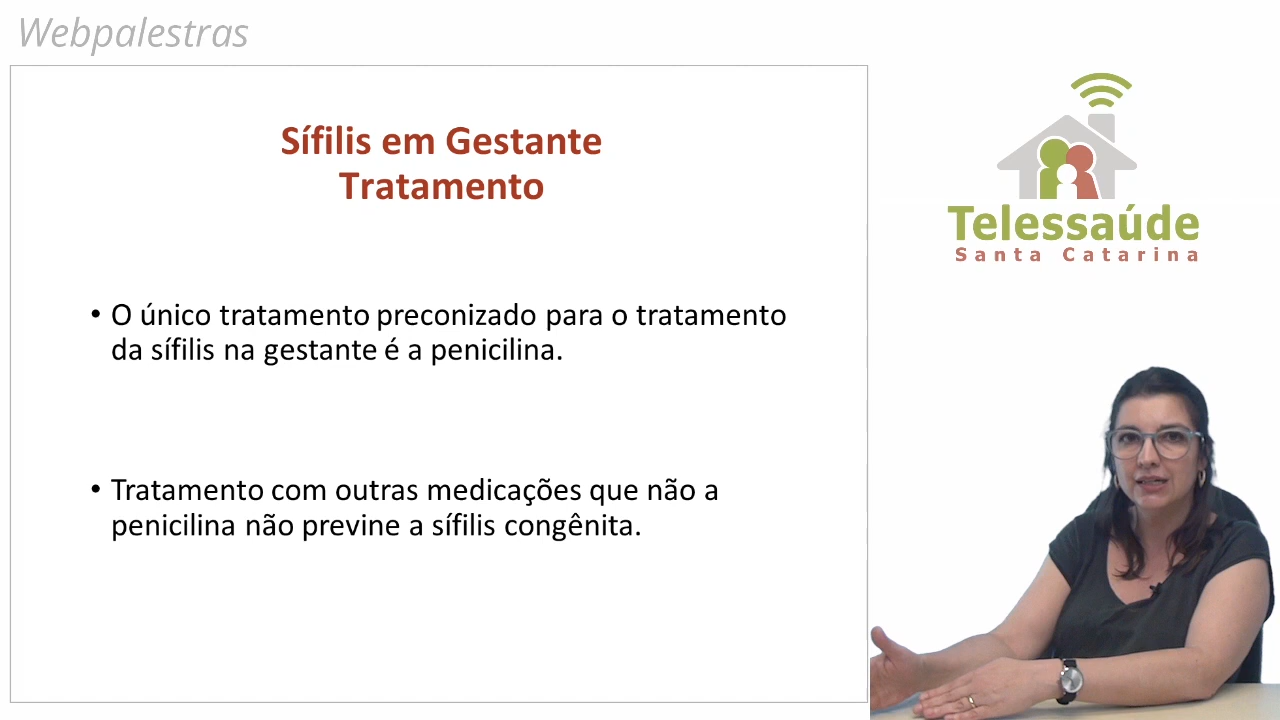 Webpalestras
Sífilis em Gestante
Tratamento
• O único tratamento preconizado para o tratamento
da sífilis na gestante é a penicilina.
• Tratamento com outras medicações que não a
penicilina não previne a sífilis congênita.
Telessaúde
Santa Catarina